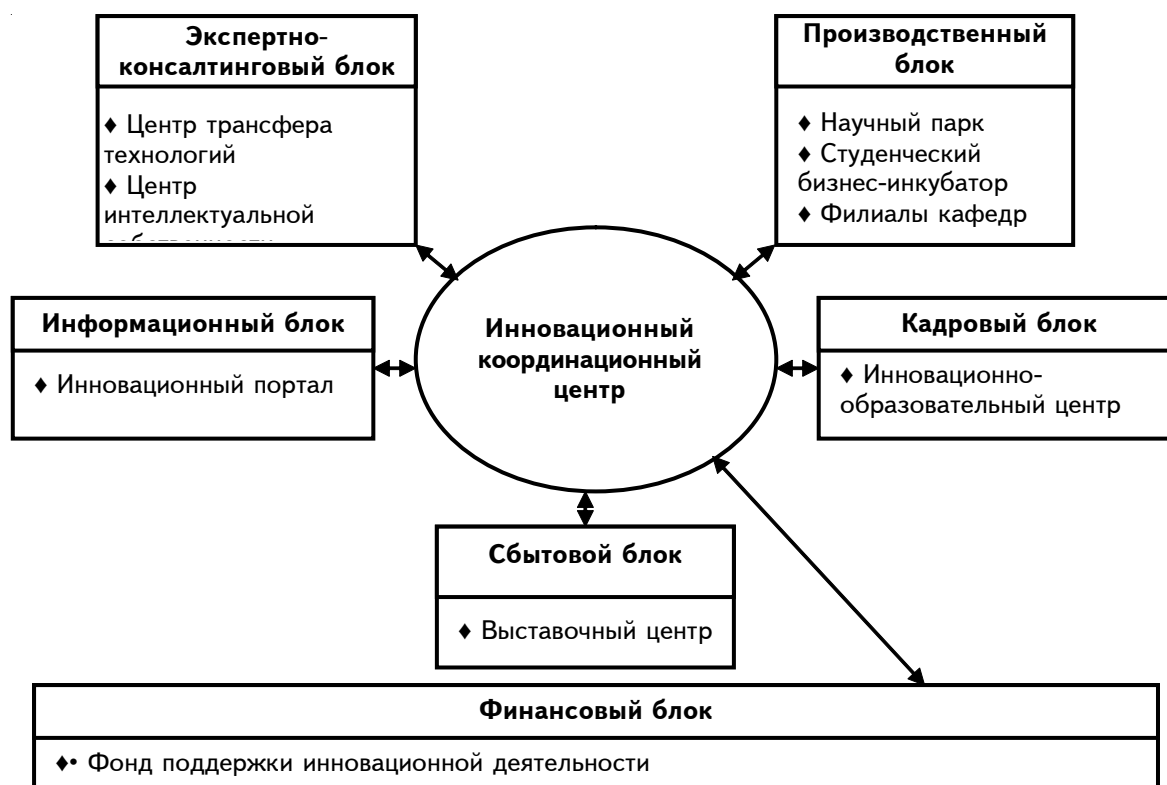 Экспертно-
консалтинговый блок
♦ Центр трансфера
технологий
♦ Центр
интеллектуальной
Производственный
блок
♦ Научный парк
♦ Студенческий
бизнес-инкубатор
♦ Филиалы кафедр
Информационный блок
♦ Инновационный портал
Инновационный
координационный
центр
Кадровый блок
♦ Инновационно-
образовательный центр
Сбытовой блок
♦ Выставочный центр
Финансовый блок
♦• Фонд поддержки инновационной деятельности